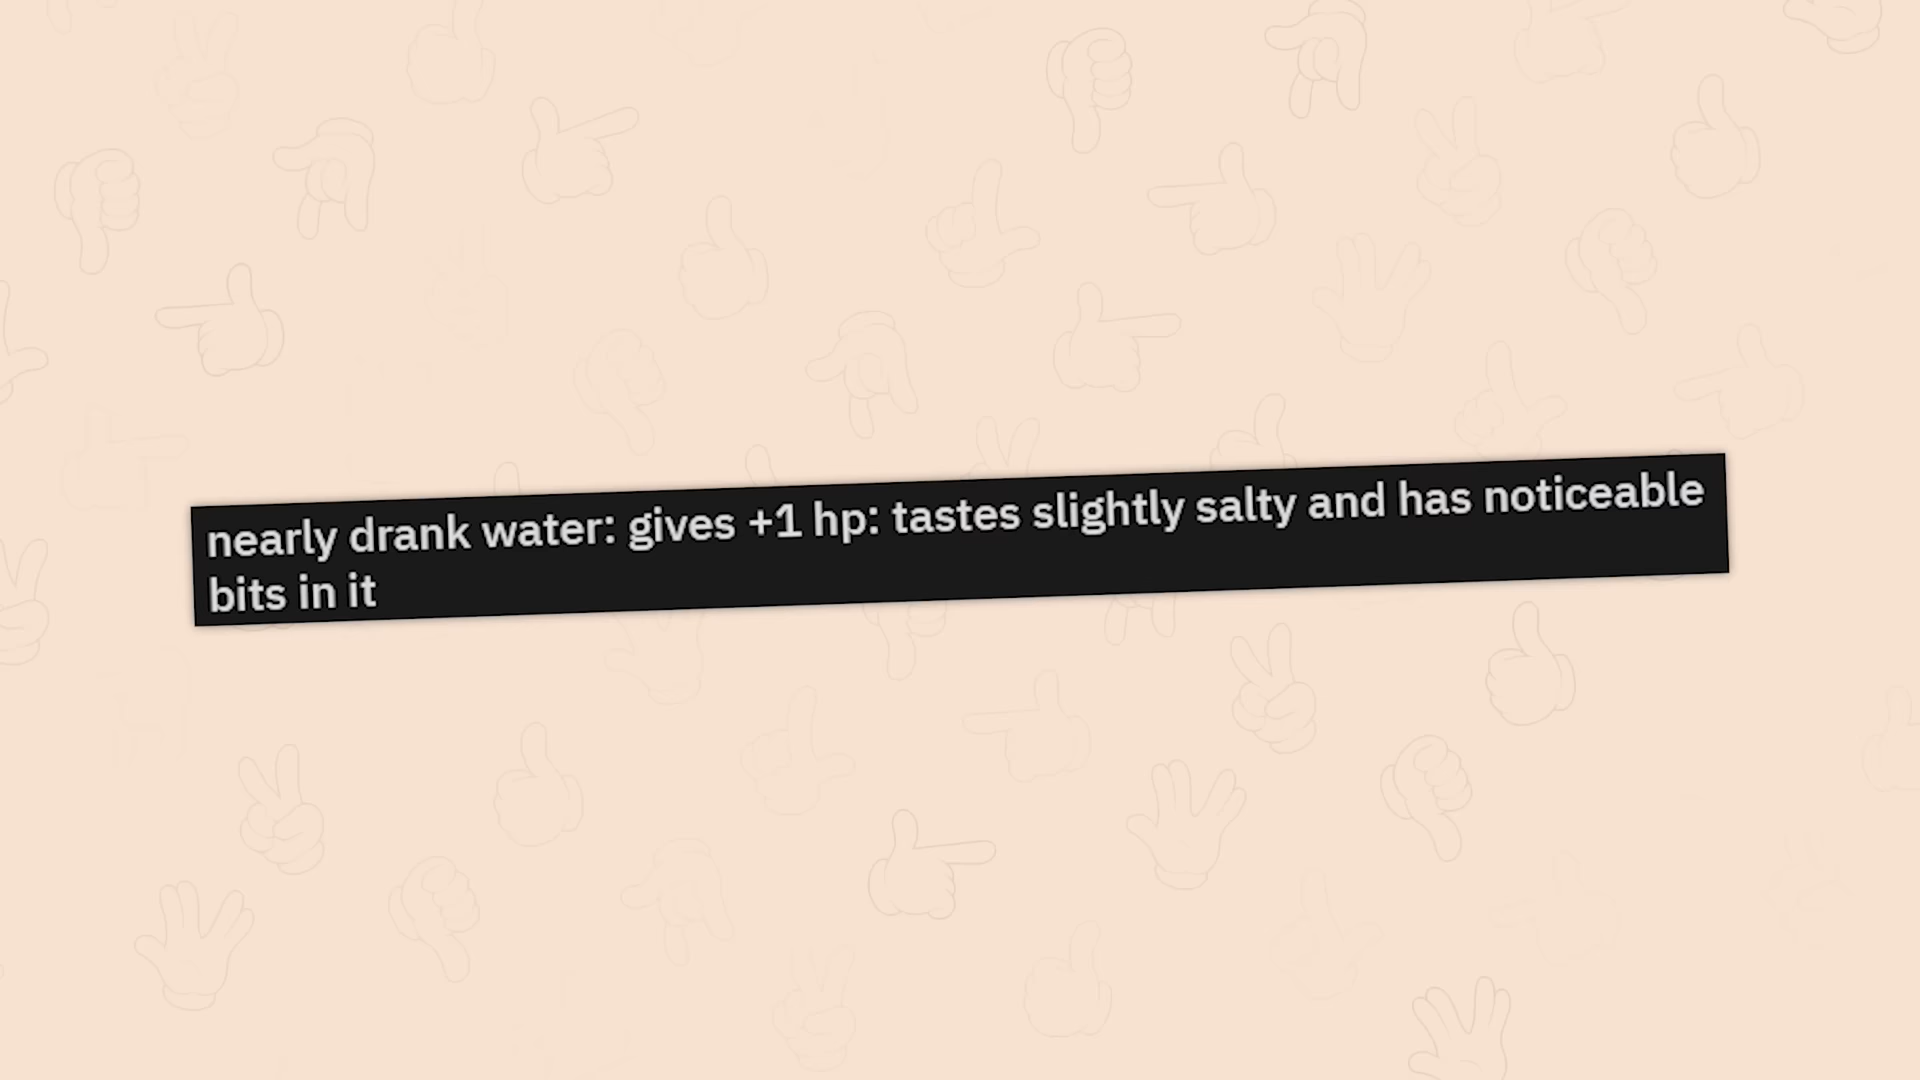 nearly drank water: gives +1 hp: tastes slightly salty and has noticeable
bits in it